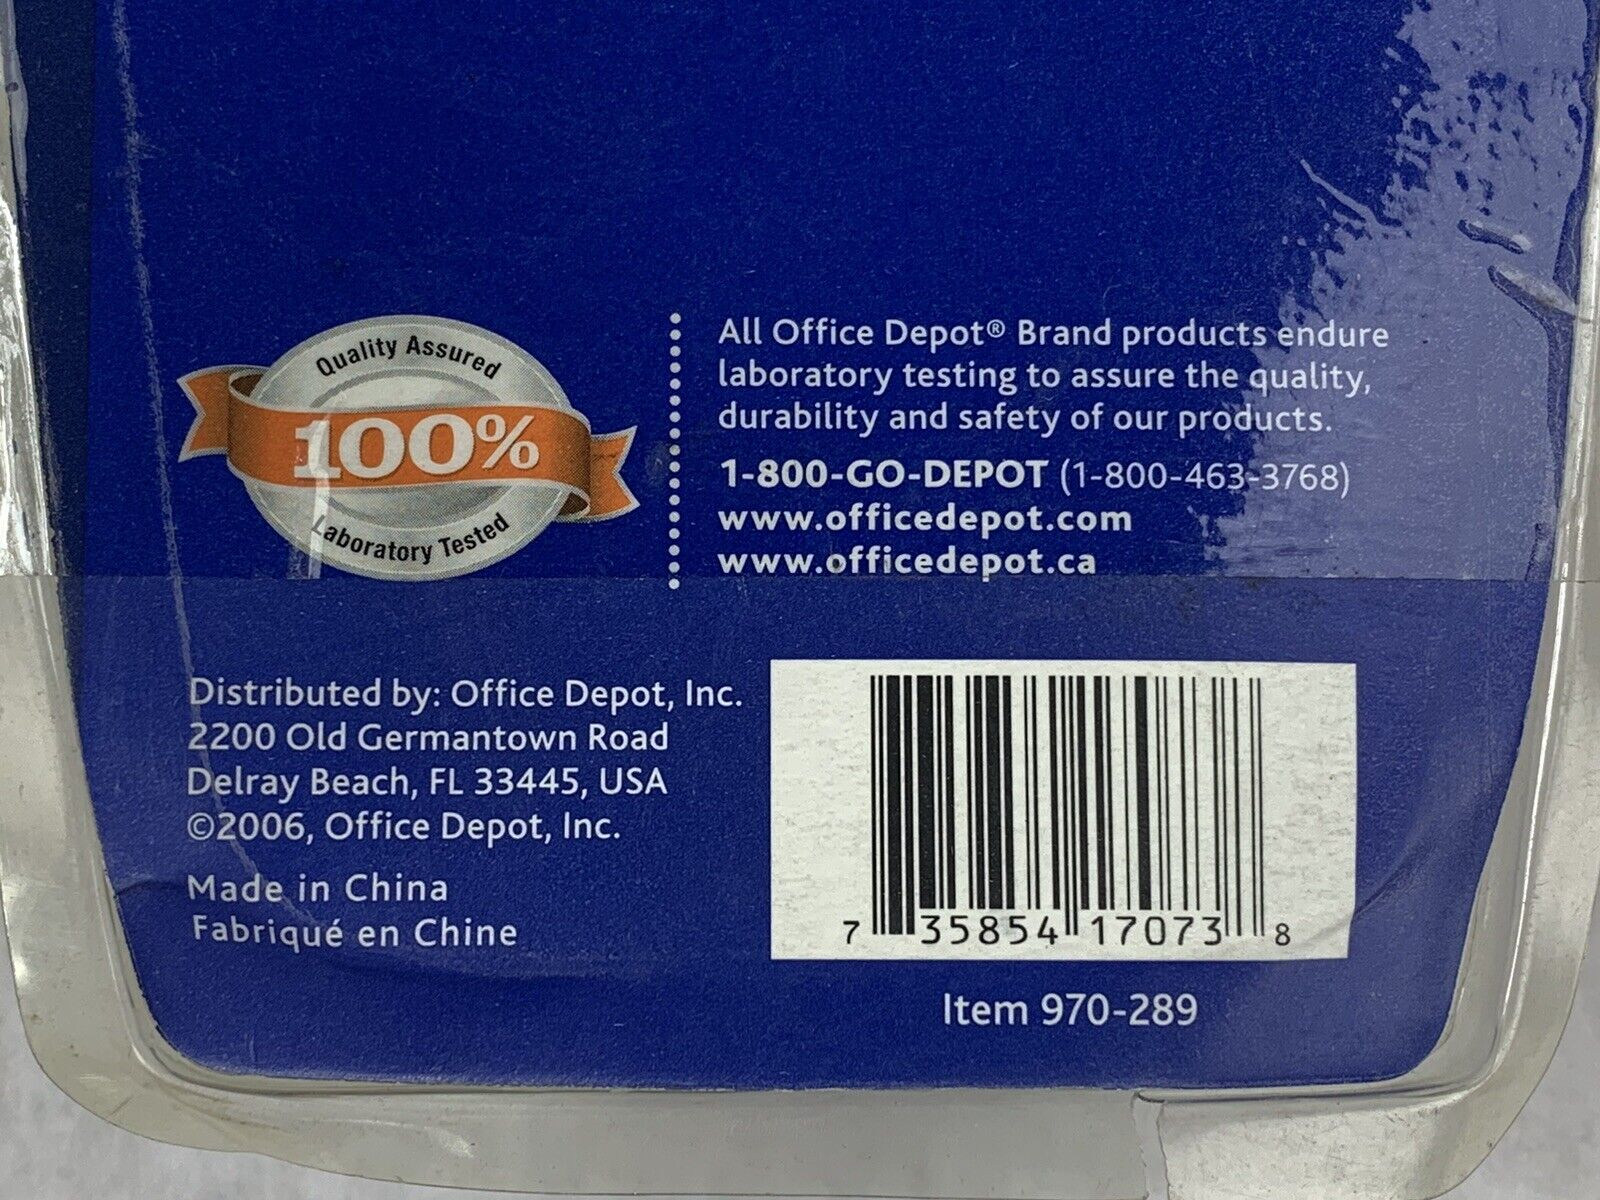 Quality Assured
100%
Laboratory Tested
All Office Depot® Brand products endure
laboratory testing to assure the quality,
durability and safety of our products.
1-800-GO-DEPOT (1-800-463-3768)
www.officedepot.com
www.officedepot.ca
Distributed by: Office Depot, Inc.
2200 Old Germantown Road
Delray Beach, FL 33445, USA
©2006, Office Depot, Inc.
Made in China
Fabriqué en Chine
7 35854 17073 8
Item 970-289